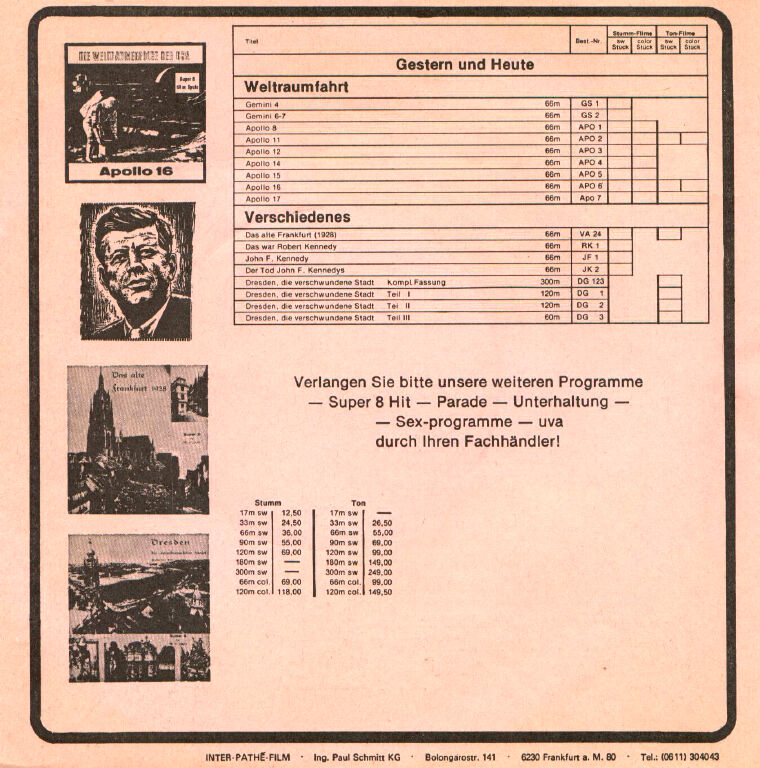 Titel Best.-Nr. Stumm-Filme Ton-Filme
sw Stück color Stück sw Stück color Stück
Gestern und Heute
Weltraumfahrt
Gemini 4 66m GS 1
Gemini 6-7 66m GS 2
Apollo 8 66m APO 1
Apollo 11 66m APO 2
Apollo 12 66m APO 3
Apollo 14 66m APO 4
Apollo 15 66m APO 5
Apollo 16 66m APO 6
Apollo 17 66m Apo 7
Verschiedenes
Das alte Frankfurt (1928) 66m VA 24
Das war Robert Kennedy 66m RK 1
John F. Kennedy 66m JF 1
Der Tod John F. Kennedys 66m JK 2
Dresden, die verschwundene Stadt Kompl. Fassung 300m DG 123
Dresden, die verschwundene Stadt Teil I 120m DG 1
Dresden, die verschwundene Stadt Tei II 120m DG 2
Dresden, die verschwundene Stadt Teil III 60m DG 3
Super 8
Apollo 16
Das alte
Frankfurt 1928
Dresden
Verlangen Sie bitte unsere weiteren Programme
— Super 8 Hit — Parade — Unterhaltung —
— Sex-programme — uva
durch Ihren Fachhändler!
Stumm Ton
17m sw 12,50 17m sw —
33m sw 24,50 33m sw 26,50
66m sw 36,00 66m sw 55,00
90m sw 55,00 90m sw 69,00
120m sw 69,00 120m sw 99,00
180m sw — 180m sw 149,00
300m sw — 300m sw 249,00
66m col. 69,00 66m col. 99,00
120m col. 118,00 120m col. 149,50
INTER-PATHÉ-FILM · Ing. Paul Schmitt KG · Bolongarostr. 141 · 6230 Frankfurt a. M. 80 · Tel.: (0611) 304043